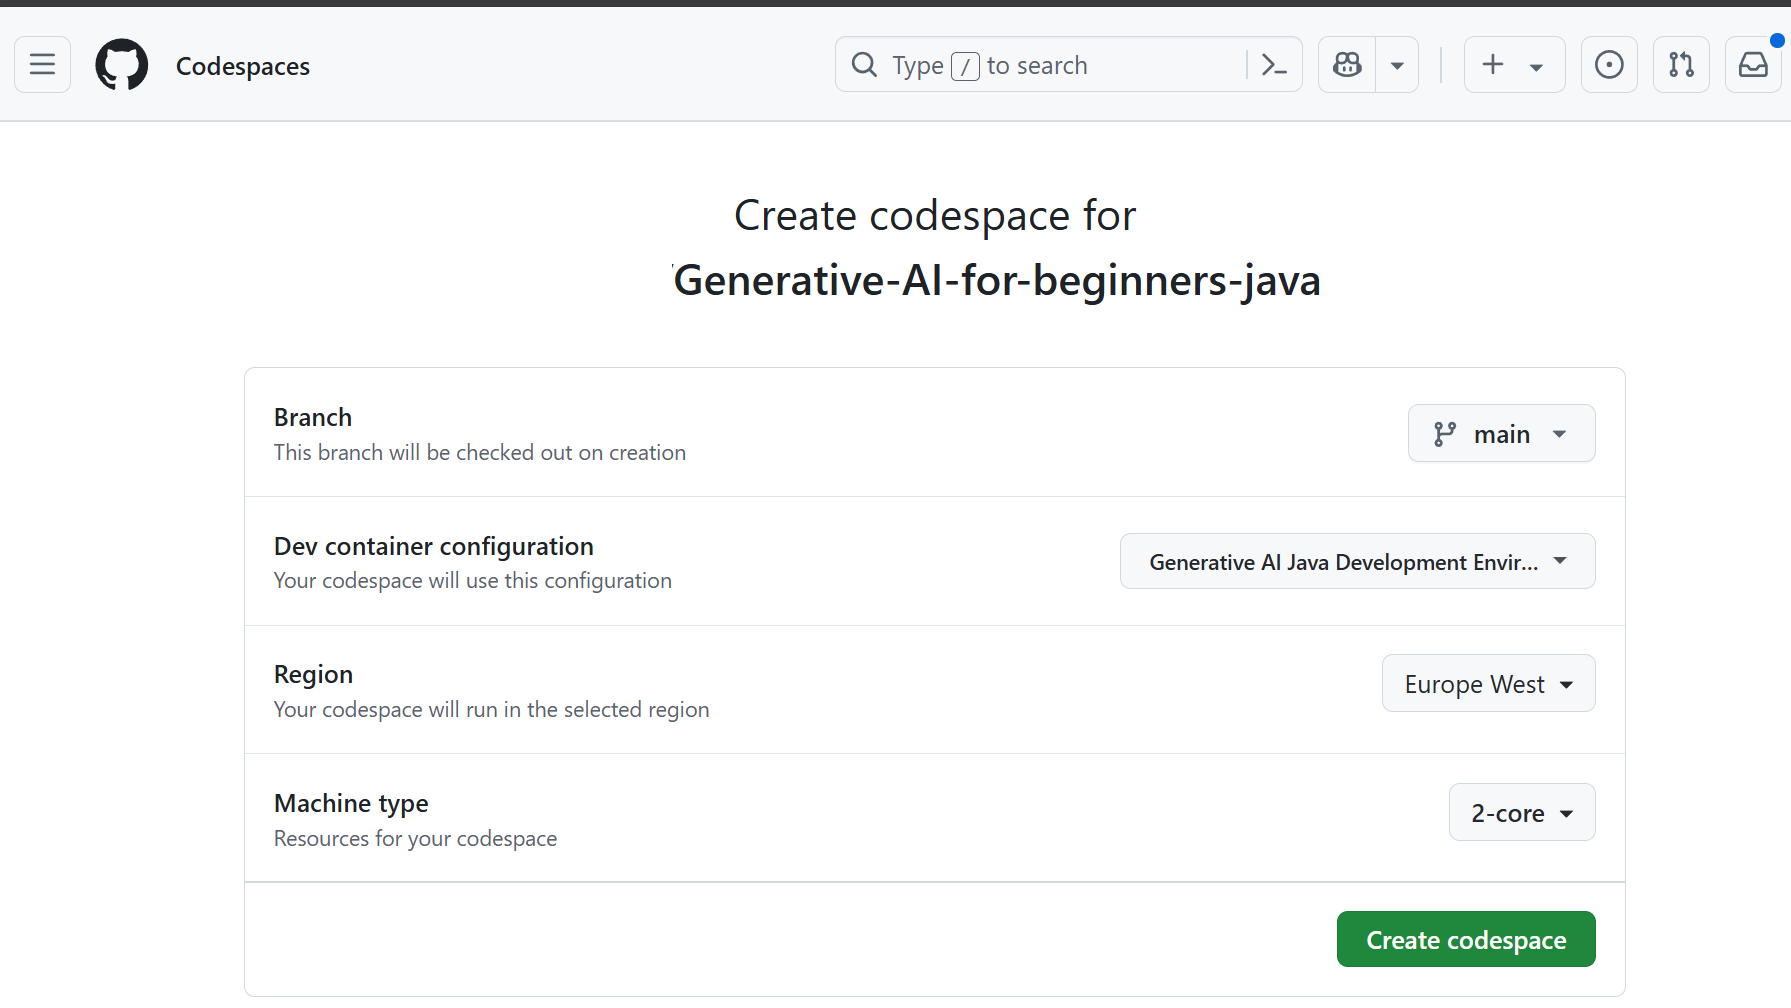 Codespaces
Type / to search
Create codespace for
Generative-AI-for-beginners-java
Branch
This branch will be checked out on creation
main
Dev container configuration
Your codespace will use this configuration
Generative AI Java Development Envir...
Region
Your codespace will run in the selected region
Europe West
Machine type
Resources for your codespace
2-core
Create codespace